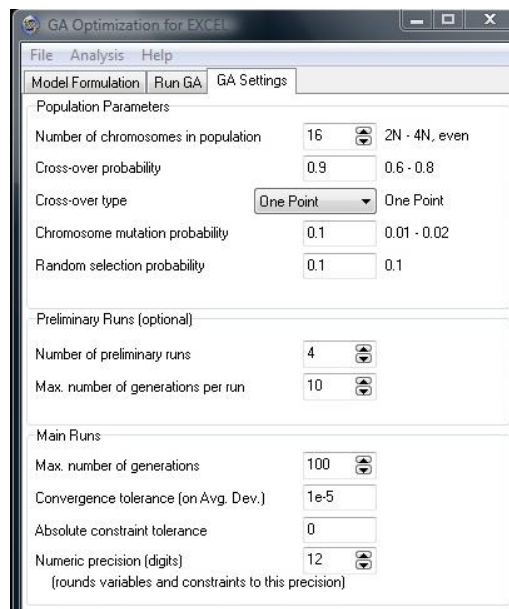 GA Optimization for EXCEL
File Analysis Help
Model Formulation Run GA GA Settings
Population Parameters
Number of chromosomes in population 16 2N - 4N, even
Cross-over probability 0.9 0.6 - 0.8
Cross-over type One Point One Point
Chromosome mutation probability 0.1 0.01 - 0.02
Random selection probability 0.1 0.1
Preliminary Runs (optional)
Number of preliminary runs 4
Max. number of generations per run 10
Main Runs
Max. number of generations 100
Convergence tolerance (on Avg. Dev.) 1e-5
Absolute constraint tolerance 0
Numeric precision (digits) 12
(rounds variables and constraints to this precision)